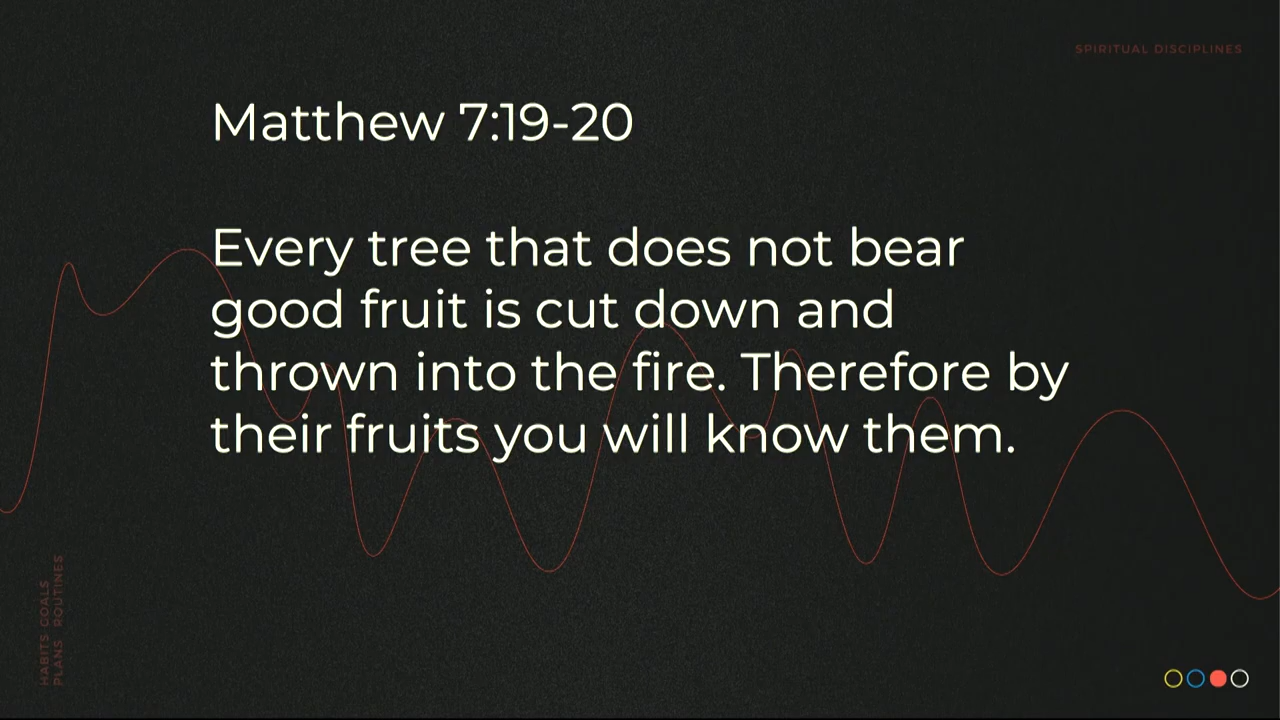 SPIRITUAL DISCIPLINES
Matthew 7:19-20
Every tree that does not bear
good fruit is cut down and
thrown into the fire. Therefore by
their fruits you will know them.
HABITS GOALS
PLANS ROUTINES